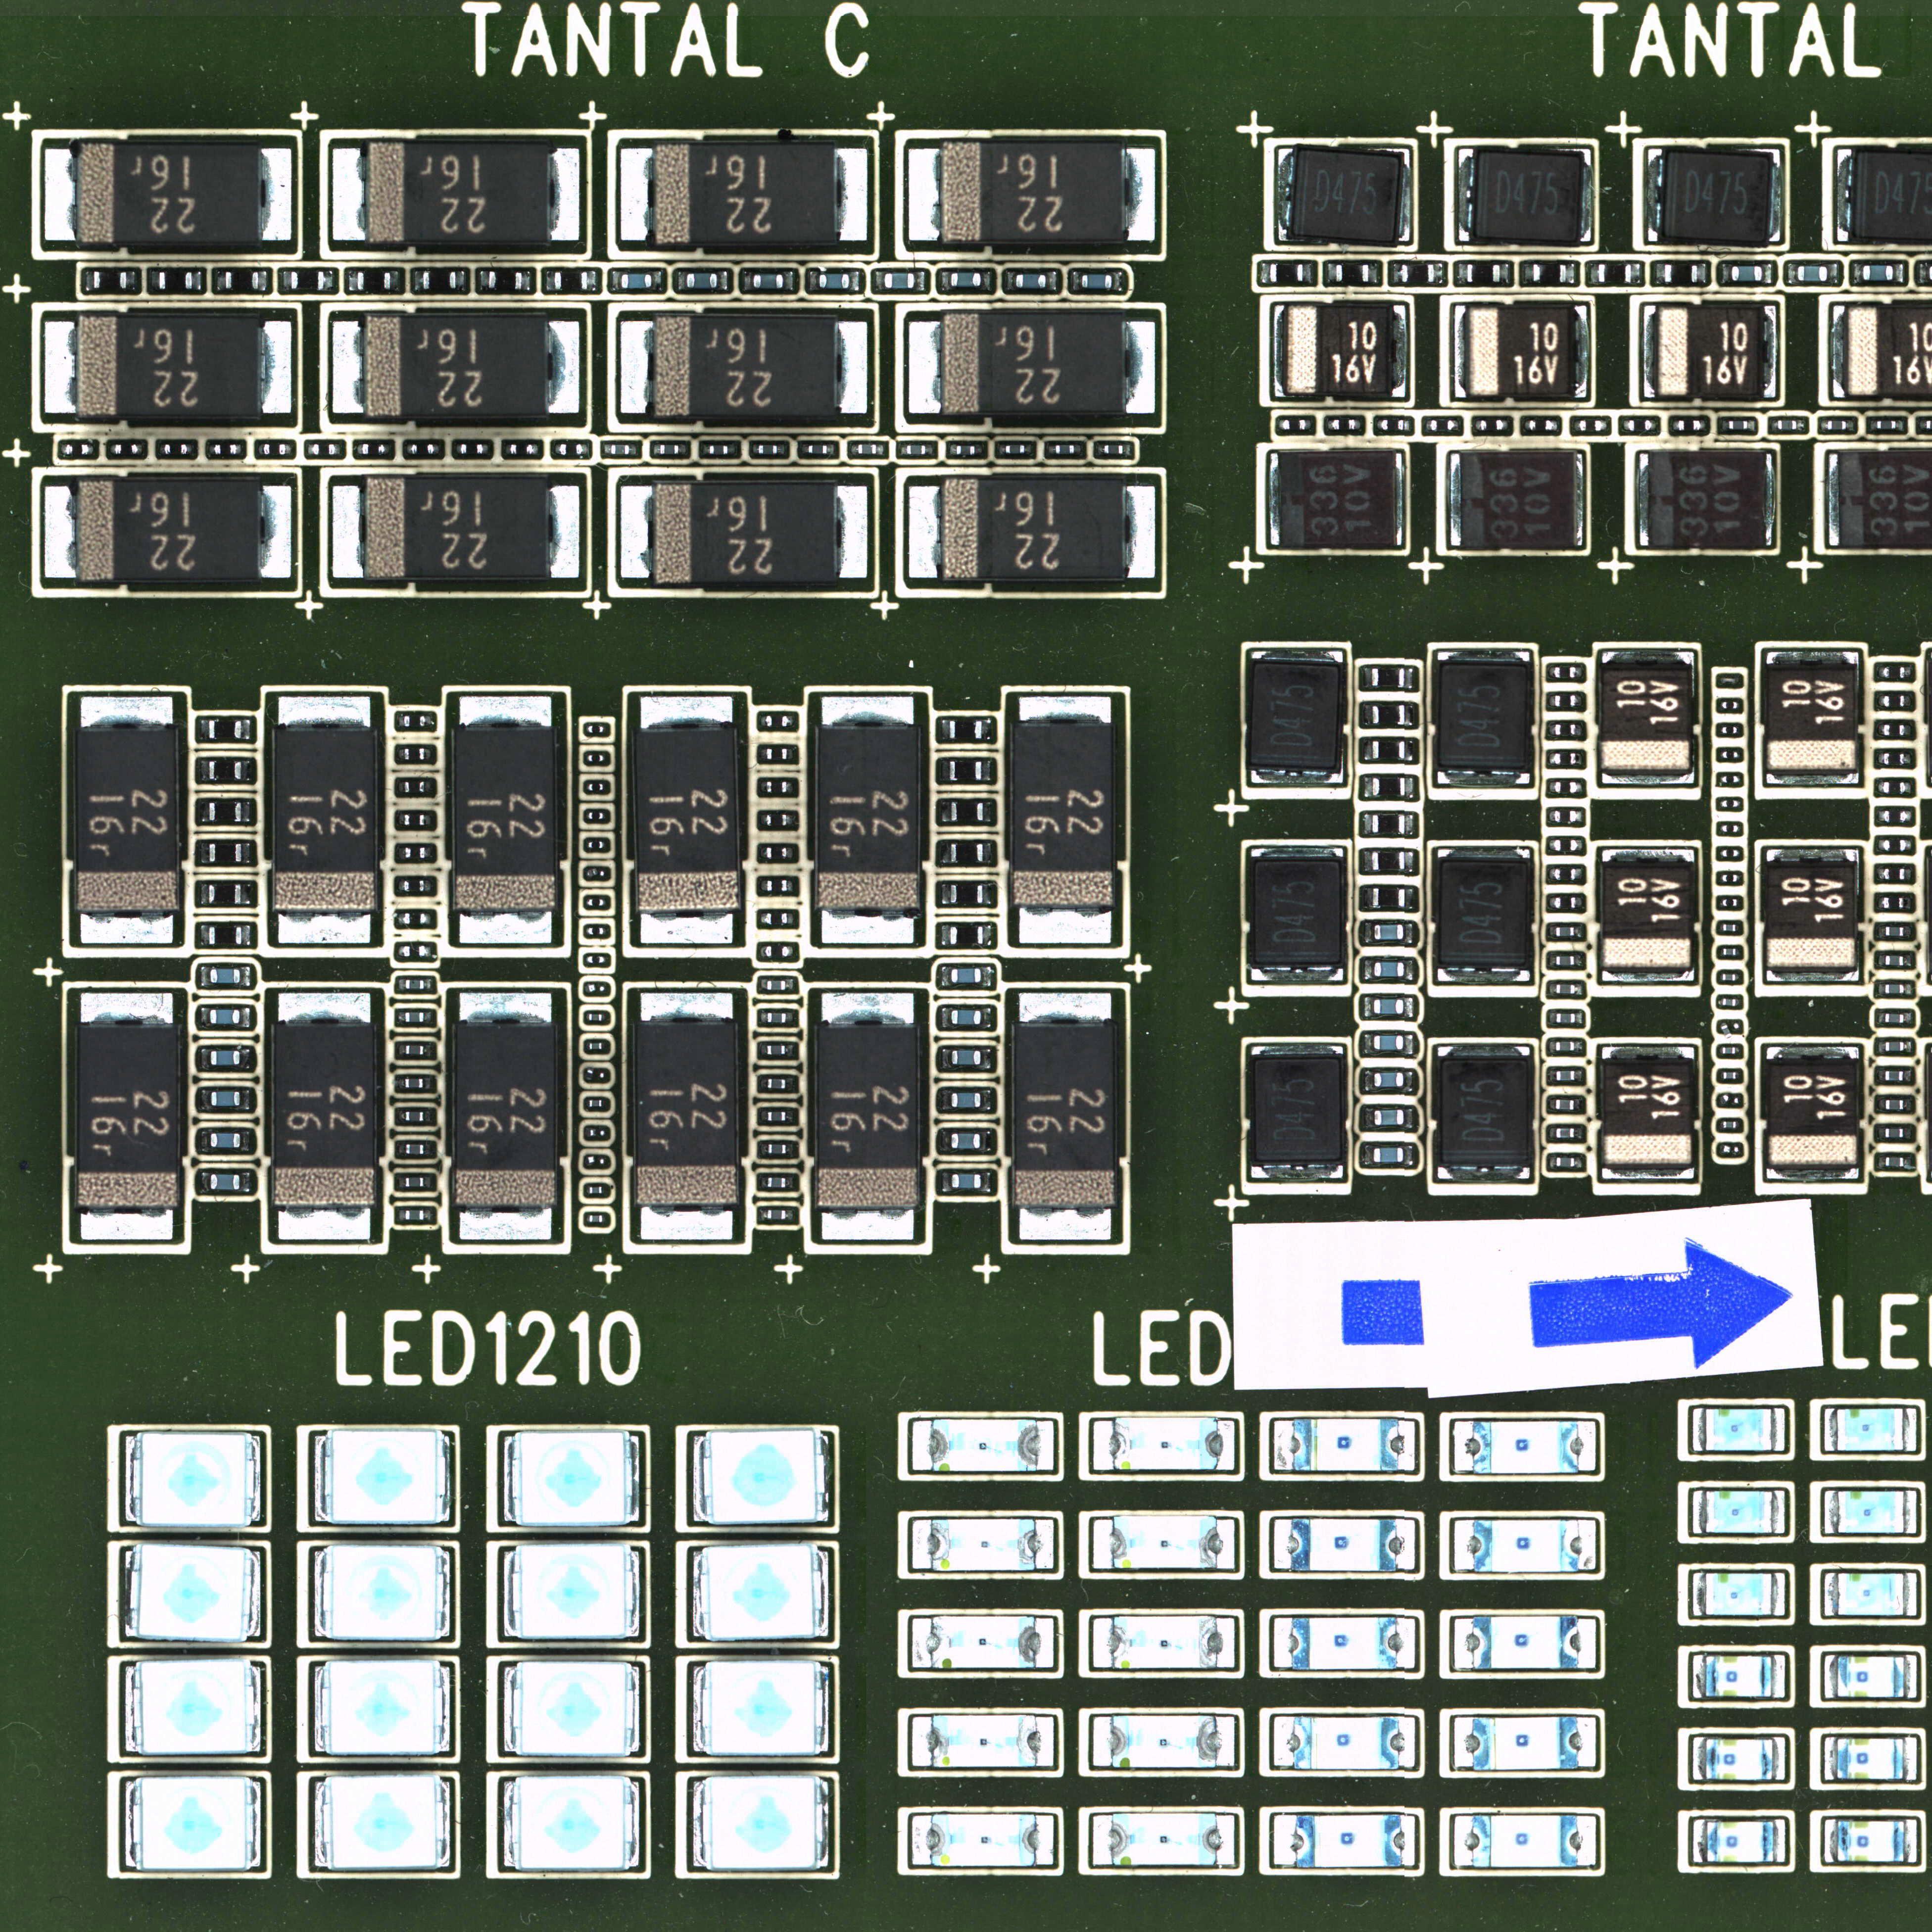 TANTAL C
TANTAL
16r 16r 16r 16r
22 22 22 22
D475 D475 D475 D475
16r 16r 16r 16r
22 22 22 22
10 10 10 10
16V 16V 16V 16V
16r 16r 16r 16r
22 22 22 22
336 336 336 336
10V 10V 10V 10V
22 22 22 22 22 22
16r 16r 16r 16r 16r 16r
D475 D475
10 10
16V 16V
D475 D475
10 10
16V 16V
22 22 22 22 22 22
16r 16r 16r 16r 16r 16r
D475 D475
10 10
16V 16V
LED1210
LED
LE